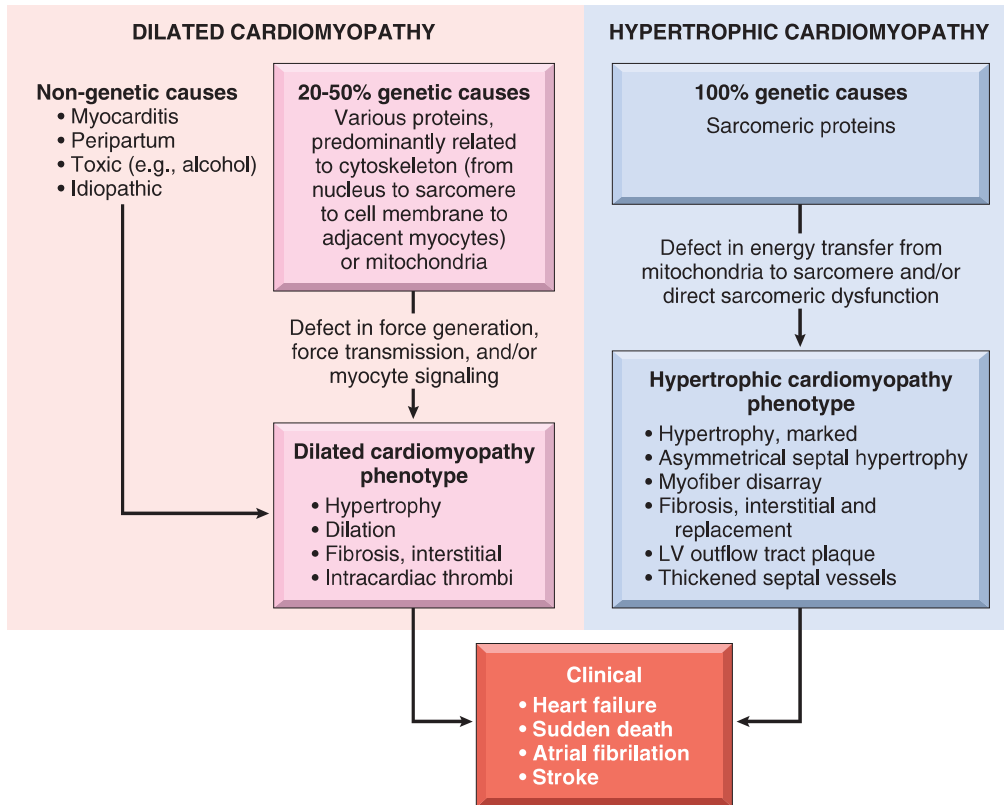 DILATED CARDIOMYOPATHY
Non-genetic causes
• Myocarditis
• Peripartum
• Toxic (e.g., alcohol)
• Idiopathic
20-50% genetic causes
Various proteins,
predominantly related
to cytoskeleton (from
nucleus to sarcomere
to cell membrane to
adjacent myocytes)
or mitochondria
Defect in force generation,
force transmission, and/or
myocyte signaling
Dilated cardiomyopathy
phenotype
• Hypertrophy
• Dilation
• Fibrosis, interstitial
• Intracardiac thrombi
HYPERTROPHIC CARDIOMYOPATHY
100% genetic causes
Sarcomeric proteins
Defect in energy transfer from
mitochondria to sarcomere and/or
direct sarcomeric dysfunction
Hypertrophic cardiomyopathy
phenotype
• Hypertrophy, marked
• Asymmetrical septal hypertrophy
• Myofiber disarray
• Fibrosis, interstitial and
replacement
• LV outflow tract plaque
• Thickened septal vessels
Clinical
• Heart failure
• Sudden death
• Atrial fibrilation
• Stroke